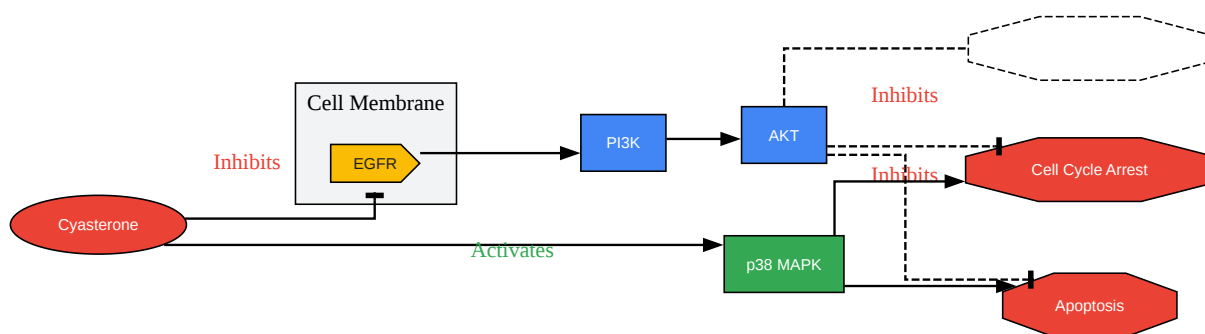 Inhibits
Cell Membrane
PI3K
AKT
EGFR
Inhibits
Cell Cycle Arrest
Inhibits
Cyasterone
Activates
p38 MAPK
Apoptosis